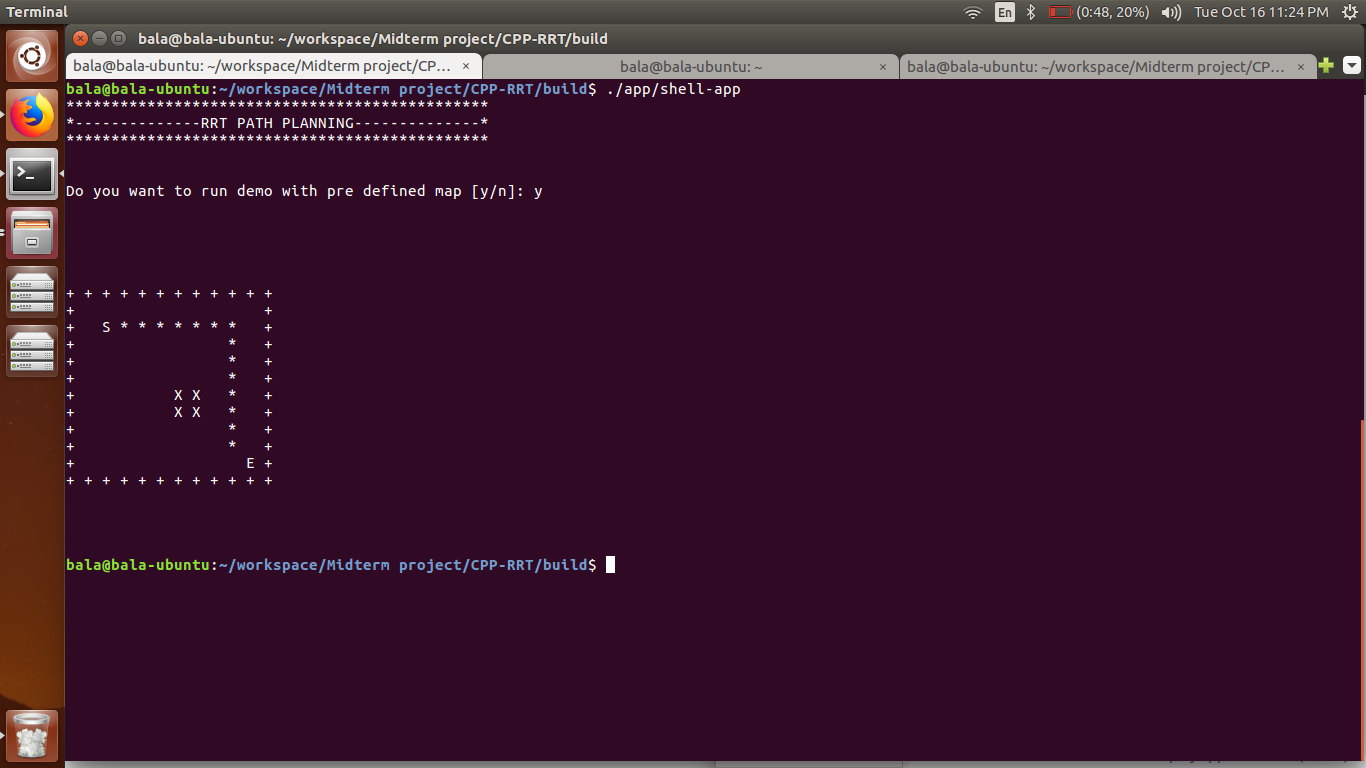 Terminal
En
(0:48, 20%)
Tue Oct 16 11:24 PM
bala@bala-ubuntu: ~/workspace/Midterm project/CPP-RRT/build
bala@bala-ubuntu: ~/workspace/Midterm project/CP... ×
bala@bala-ubuntu: ~ ×
bala@bala-ubuntu: ~/workspace/Midterm project/CP... ×
bala@bala-ubuntu:~/workspace/Midterm project/CPP-RRT/build$ ./app/shell-app
***********************************************
*--------------RRT PATH PLANNING--------------*
***********************************************
Do you want to run demo with pre defined map [y/n]: y
+ + + + + + + + + + + +
+                     +
+   S * * * * * * *   +
+                 *   +
+                 *   +
+                 *   +
+           X X   *   +
+           X X   *   +
+                 *   +
+                 *   +
+                   E +
+ + + + + + + + + + + +
bala@bala-ubuntu:~/workspace/Midterm project/CPP-RRT/build$